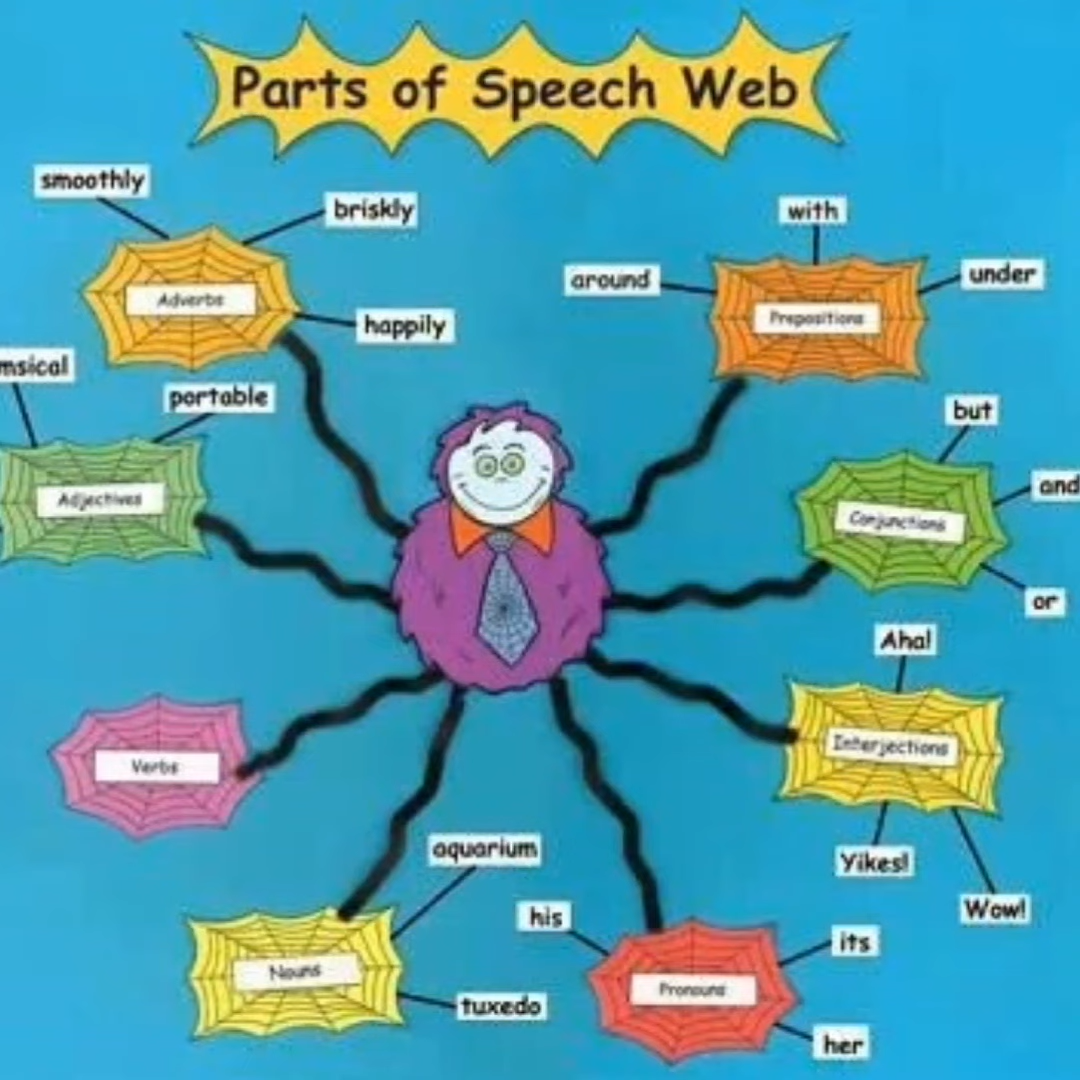 Parts of Speech Web
smoothly
briskly
Adverbs
happily
msical
portable
Adjectives
with
around
under
Prepositions
but
and
Conjunctions
or
Aha!
Interjections
Yikes!
Wow!
Verbs
aquarium
Nouns
tuxedo
his
its
Pronouns
her